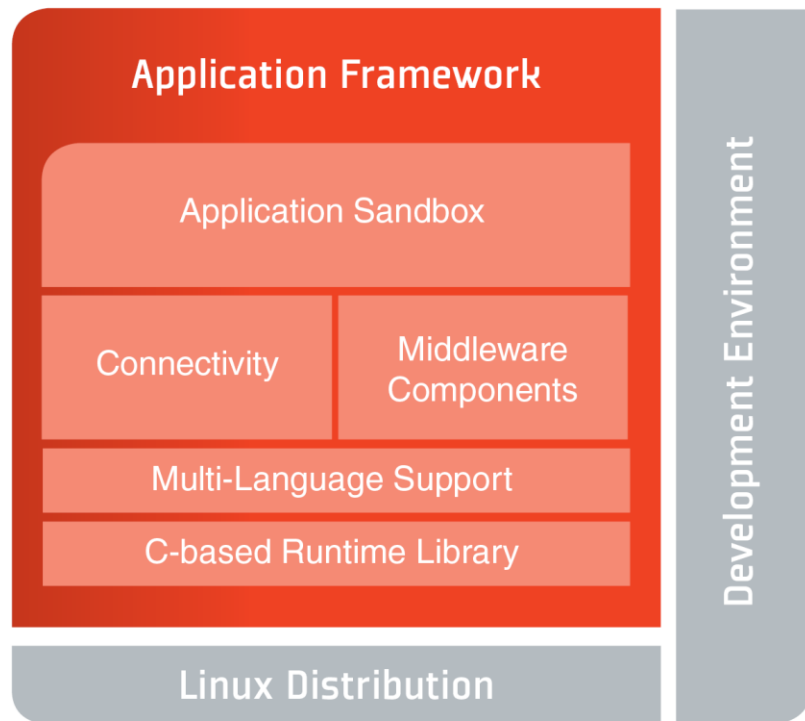 Application Framework
Application Sandbox
Connectivity
Middleware
Components
Multi-Language Support
C-based Runtime Library
Linux Distribution
Development Environment